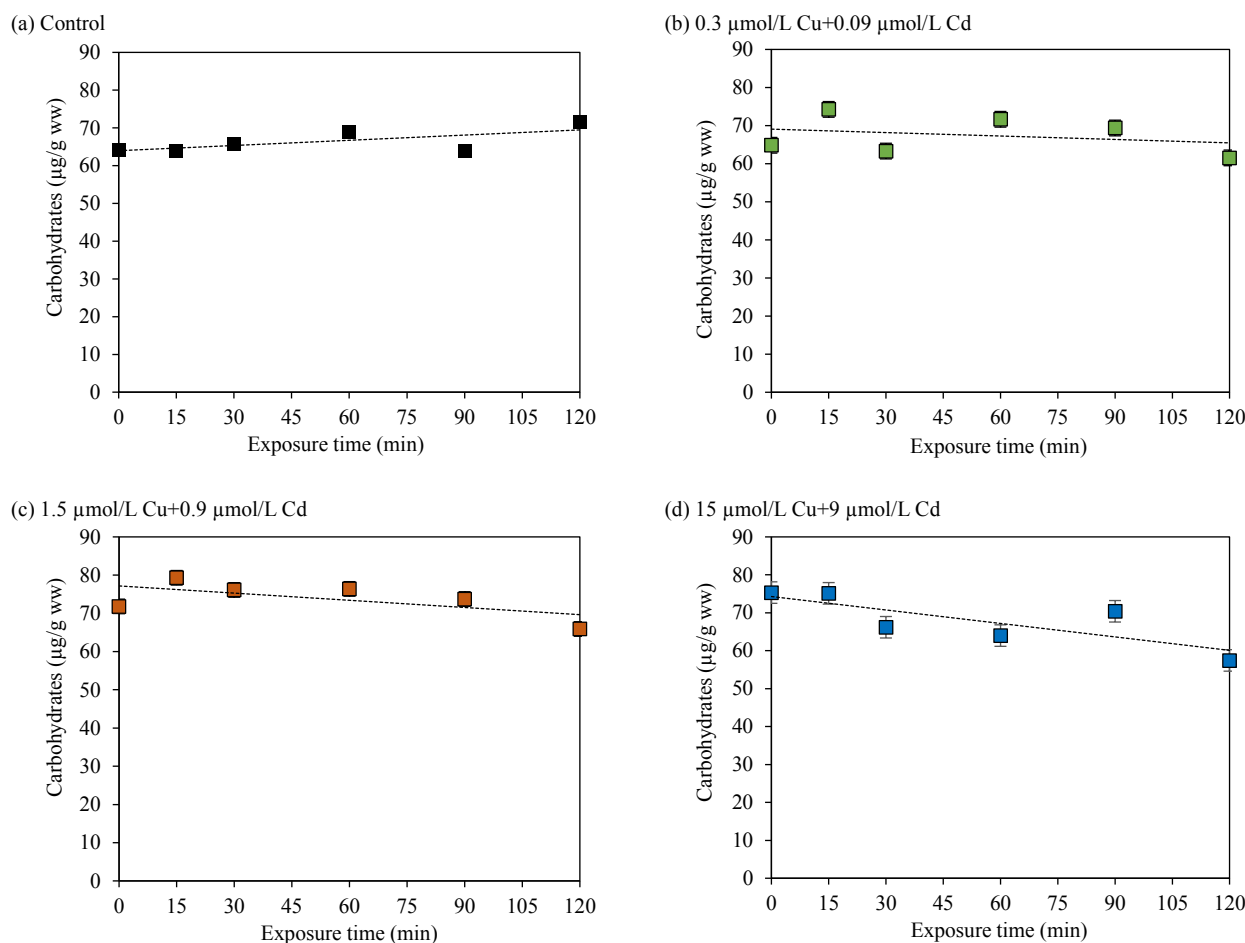 (a) Control
90
80
70
60
50
40
30
20
10
0
Carbohydrates (µg/g ww)
0 15 30 45 60 75 90 105 120
Exposure time (min)
(b) 0.3 µmol/L Cu+0.09 µmol/L Cd
90
80
70
60
50
40
30
20
10
0
Carbohydrates (µg/g ww)
0 15 30 45 60 75 90 105 120
Exposure time (min)
(c) 1.5 µmol/L Cu+0.9 µmol/L Cd
90
80
70
60
50
40
30
20
10
0
Carbohydrates (µg/g ww)
0 15 30 45 60 75 90 105 120
Exposure time (min)
(d) 15 µmol/L Cu+9 µmol/L Cd
90
80
70
60
50
40
30
20
10
0
Carbohydrates (µg/g ww)
0 15 30 45 60 75 90 105 120
Exposure time (min)